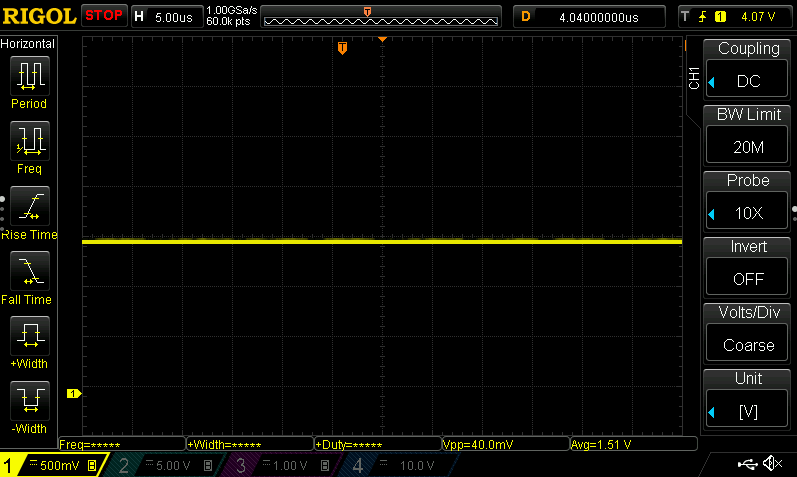 RIGOL STOP H 5.00us 1.00GSa/s 60.0k pts T D 4.04000000us T 1 4.07 V
Horizontal
Period
Freq
Rise Time
Fall Time
+Width
-Width
T
1
CH1
Coupling
DC
BW Limit
20M
Probe
10X
Invert
OFF
Volts/Div
Coarse
Unit
[V]
Freq=***** +Width=***** +Duty=***** Vpp=40.0mV Avg=1.51 V
1 500mV B 2 5.00 V B 3 1.00 V B 4 10.0 V